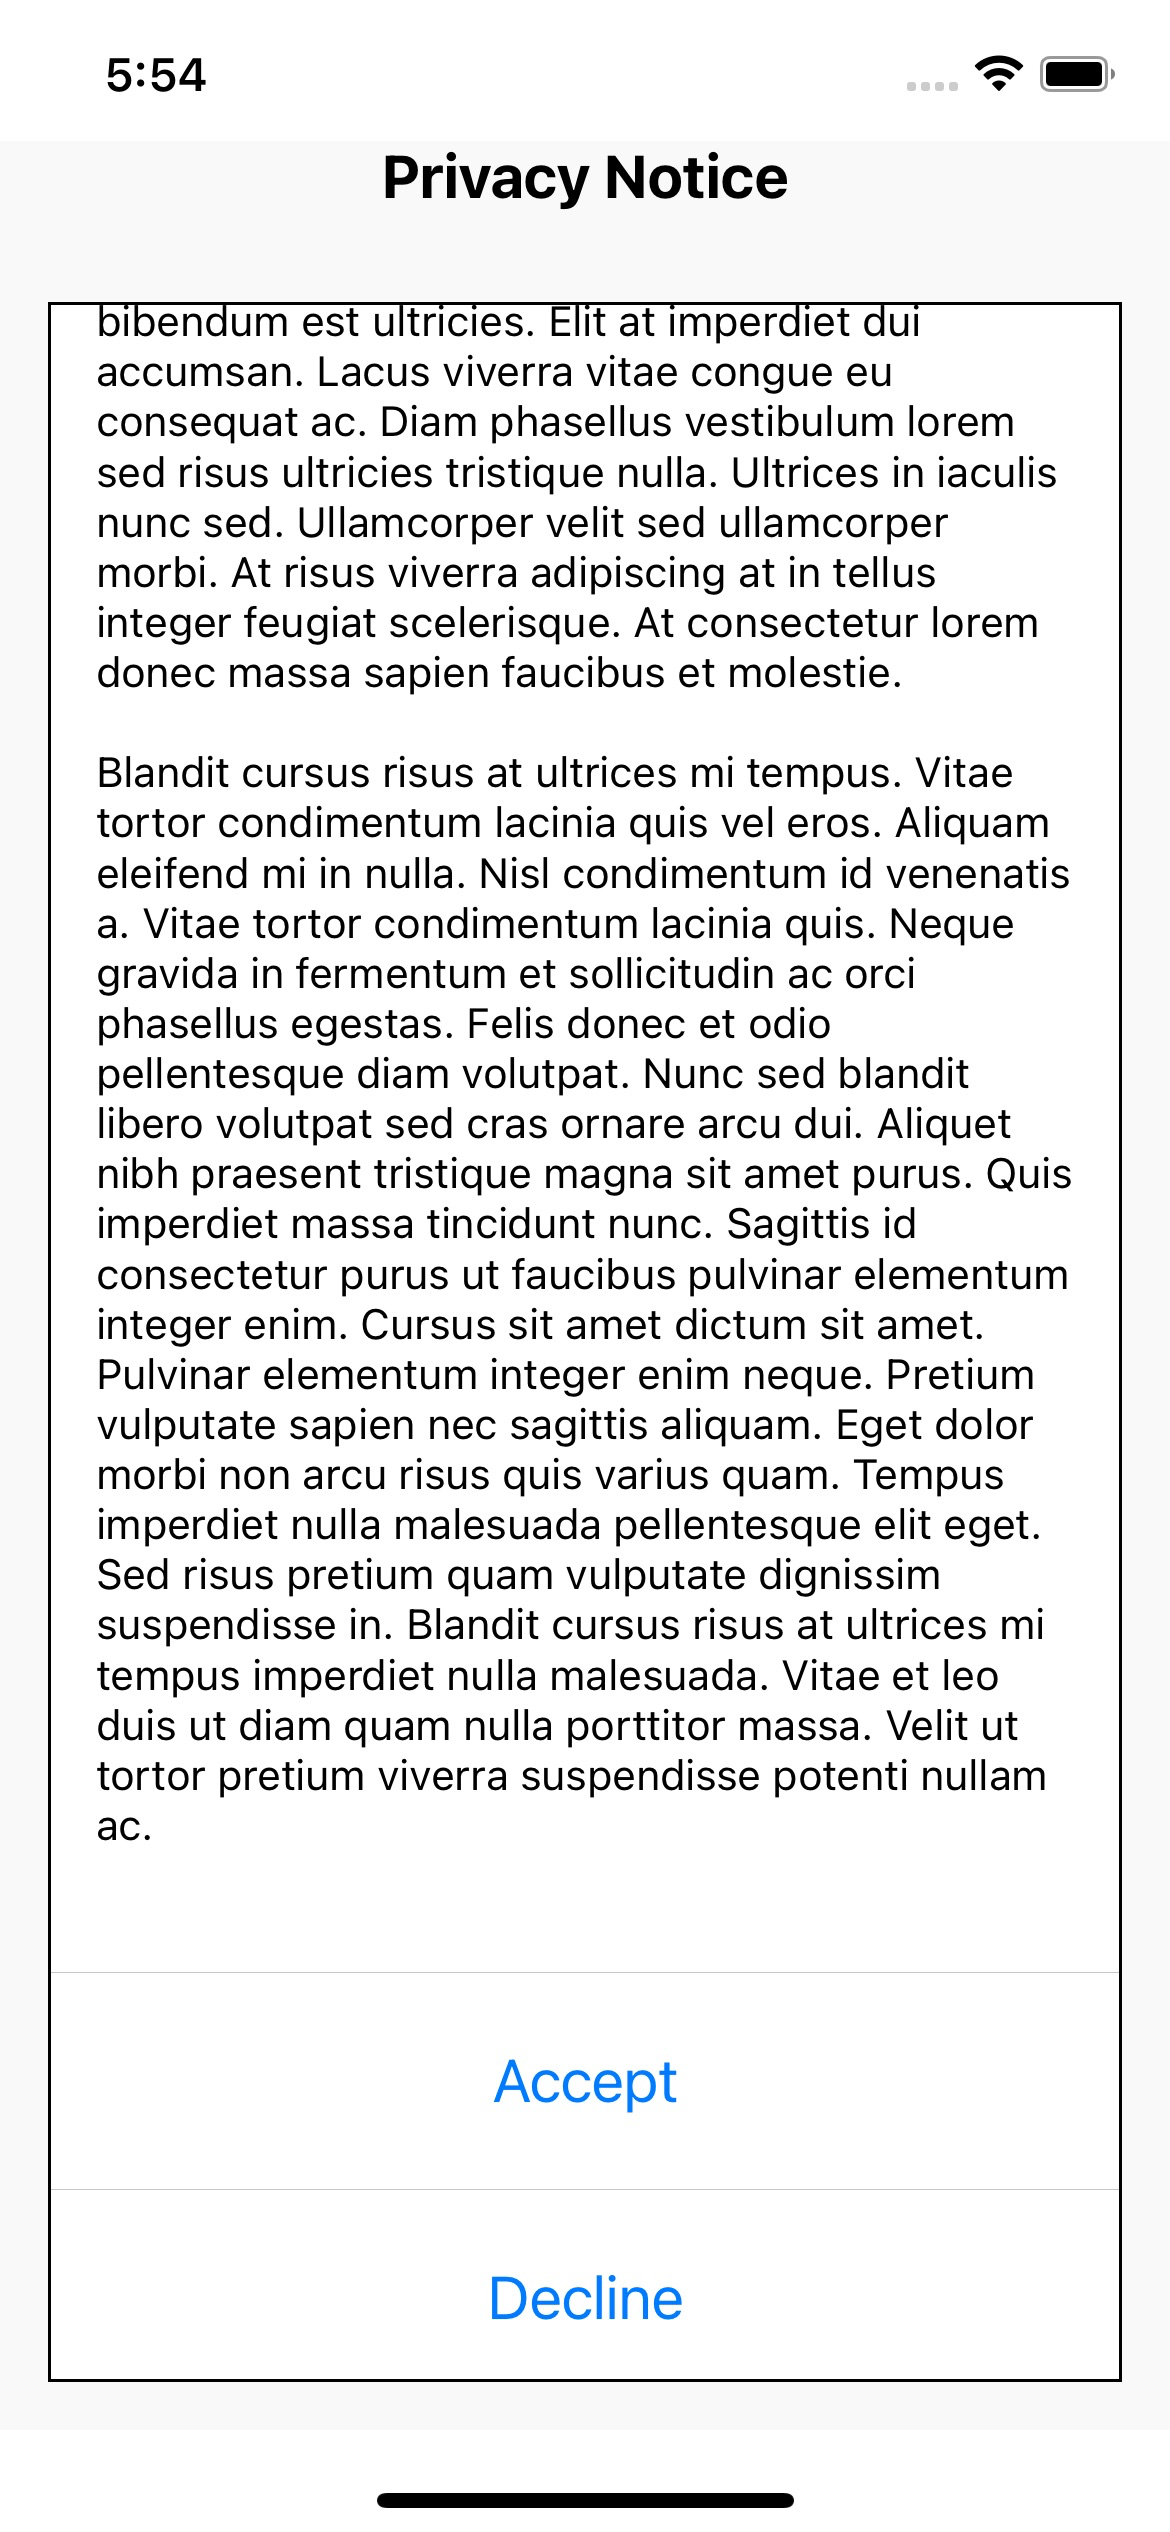 5:54
Privacy Notice
bibendum est ultricies. Elit at imperdiet dui
accumsan. Lacus viverra vitae congue eu
consequat ac. Diam phasellus vestibulum lorem
sed risus ultricies tristique nulla. Ultrices in iaculis
nunc sed. Ullamcorper velit sed ullamcorper
morbi. At risus viverra adipiscing at in tellus
integer feugiat scelerisque. At consectetur lorem
donec massa sapien faucibus et molestie.
Blandit cursus risus at ultrices mi tempus. Vitae
tortor condimentum lacinia quis vel eros. Aliquam
eleifend mi in nulla. Nisl condimentum id venenatis
a. Vitae tortor condimentum lacinia quis. Neque
gravida in fermentum et sollicitudin ac orci
phasellus egestas. Felis donec et odio
pellentesque diam volutpat. Nunc sed blandit
libero volutpat sed cras ornare arcu dui. Aliquet
nibh praesent tristique magna sit amet purus. Quis
imperdiet massa tincidunt nunc. Sagittis id
consectetur purus ut faucibus pulvinar elementum
integer enim. Cursus sit amet dictum sit amet.
Pulvinar elementum integer enim neque. Pretium
vulputate sapien nec sagittis aliquam. Eget dolor
morbi non arcu risus quis varius quam. Tempus
imperdiet nulla malesuada pellentesque elit eget.
Sed risus pretium quam vulputate dignissim
suspendisse in. Blandit cursus risus at ultrices mi
tempus imperdiet nulla malesuada. Vitae et leo
duis ut diam quam nulla porttitor massa. Velit ut
tortor pretium viverra suspendisse potenti nullam
ac.
Accept
Decline